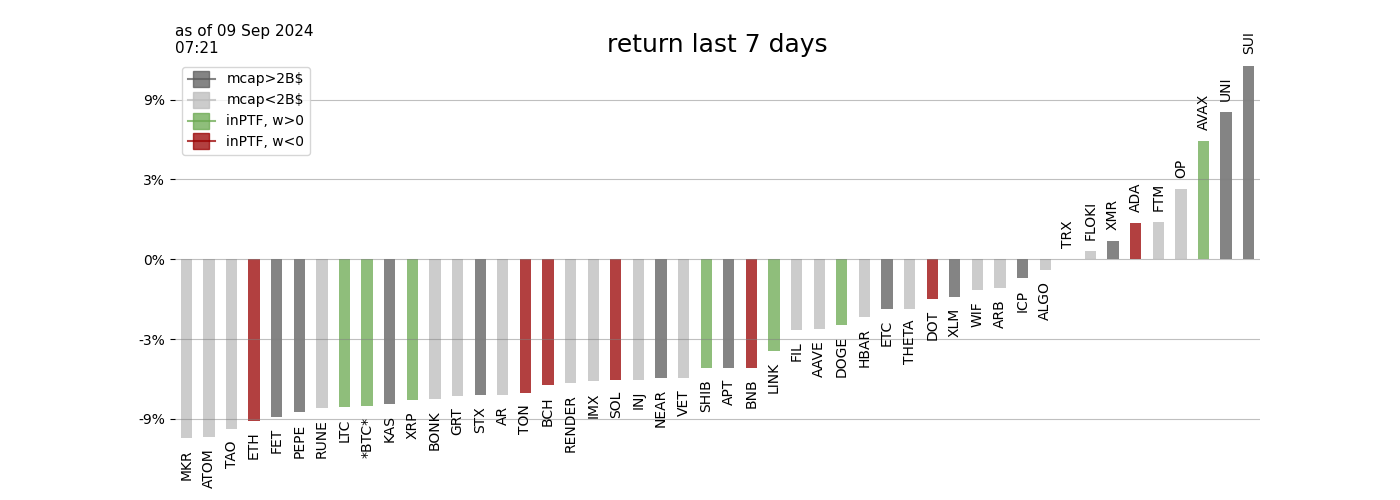 as of 09 Sep 2024
07:21
return last 7 days
mcap>2B$
mcap<2B$
inPTF, w>0
inPTF, w<0
9%
3%
0%
-3%
-9%
MKR
ATOM
TAO
ETH
FET
PEPE
RUNE
LTC
*BTC*
KAS
XRP
BONK
GRT
STX
AR
TON
BCH
RENDER
IMX
SOL
INJ
NEAR
VET
SHIB
APT
BNB
LINK
FIL
AAVE
DOGE
HBAR
ETC
THETA
DOT
XLM
WIF
ARB
ICP
ALGO
TRX
FLOKI
XMR
ADA
FTM
OP
AVAX
UNI
SUI